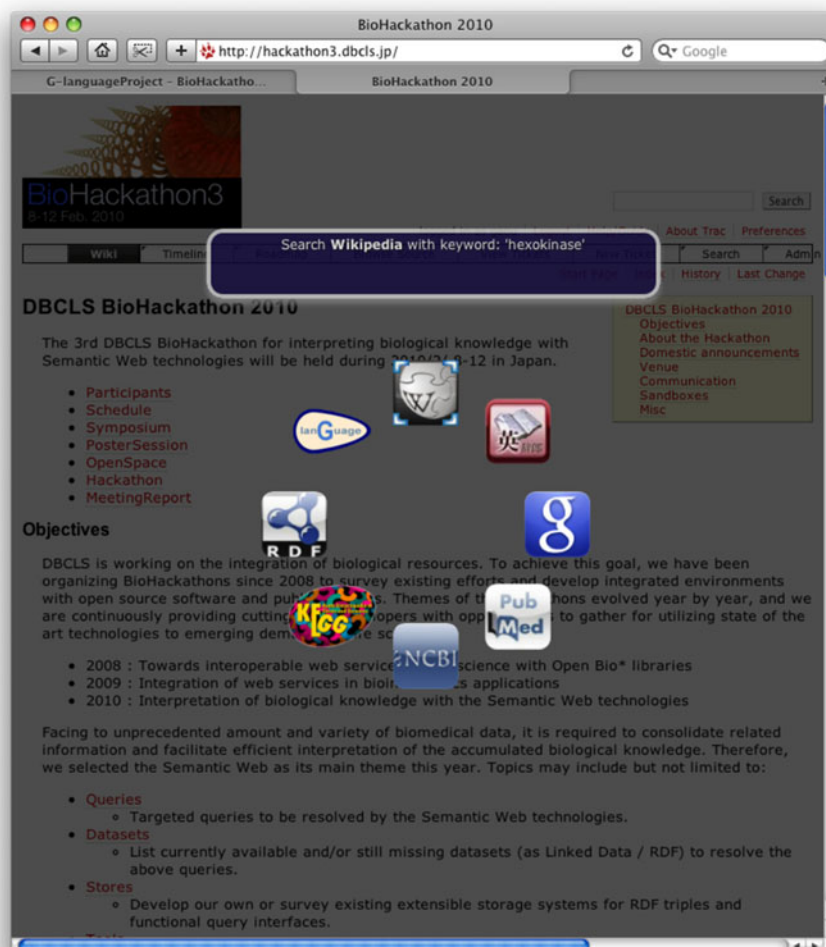 BioHackathon 2010
http://hackathon3.dbcls.jp/
Google
G-languageProject - BioHackatho...
BioHackathon 2010
BioHackathon3
8-12 Feb. 2010
Search
About Trac
Preferences
Search Wikipedia with keyword: 'hexokinase'
Wiki
Timeline
Search
Admin
History
Last Change
DBCLS BioHackathon 2010
DBCLS BioHackathon 2010
Objectives
About the Hackathon
Domestic announcements
Venue
Communication
Sandboxes
Misc
The 3rd DBCLS BioHackathon for interpreting biological knowledge with
Semantic Web technologies will be held during 2010/2/ 8-12 in Japan.
Participants
Schedule
Symposium
PosterSession
OpenSpace
Hackathon
MeetingReport
W
英
lanGuage
g
RDF
KEGG
PubMed
NCBI
Objectives
DBCLS is working on the integration of biological resources. To achieve this goal, we have been
organizing BioHackathons since 2008 to survey existing efforts and develop integrated environments
with open source software and Themes of evolved year by year, and we
are continuously providing with to gather for utilizing state of the
art technologies to emerging
2008 : Towards interoperable web science with Open Bio* libraries
2009 : Integration of web services in applications
2010 : Interpretation of biological knowledge with the Semantic Web technologies
Facing to unprecedented amount and variety of biomedical data, it is required to consolidate related
information and facilitate efficient interpretation of the accumulated biological knowledge. Therefore,
we selected the Semantic Web as its main theme this year. Topics may include but not limited to:
Queries
Targeted queries to be resolved by the Semantic Web technologies.
Datasets
List currently available and/or still missing datasets (as Linked Data / RDF) to resolve the
above queries.
Stores
Develop our own or survey existing extensible storage systems for RDF triples and
functional query interfaces.